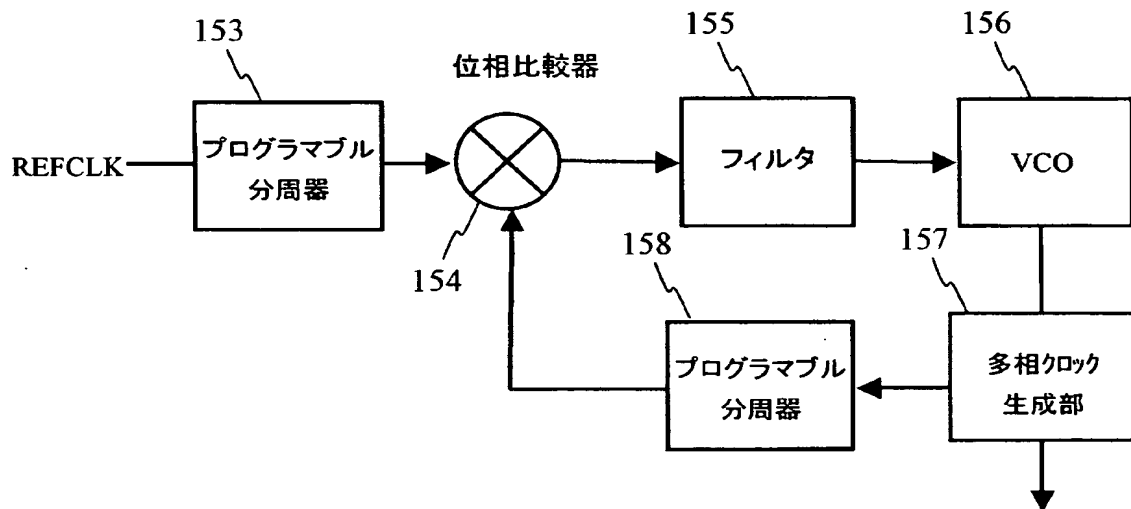 153
位相比較器
155
156
REFCLK
プログラマブル
分周器
フィルタ
VCO
154
158
157
プログラマブル
分周器
多相クロック
生成部